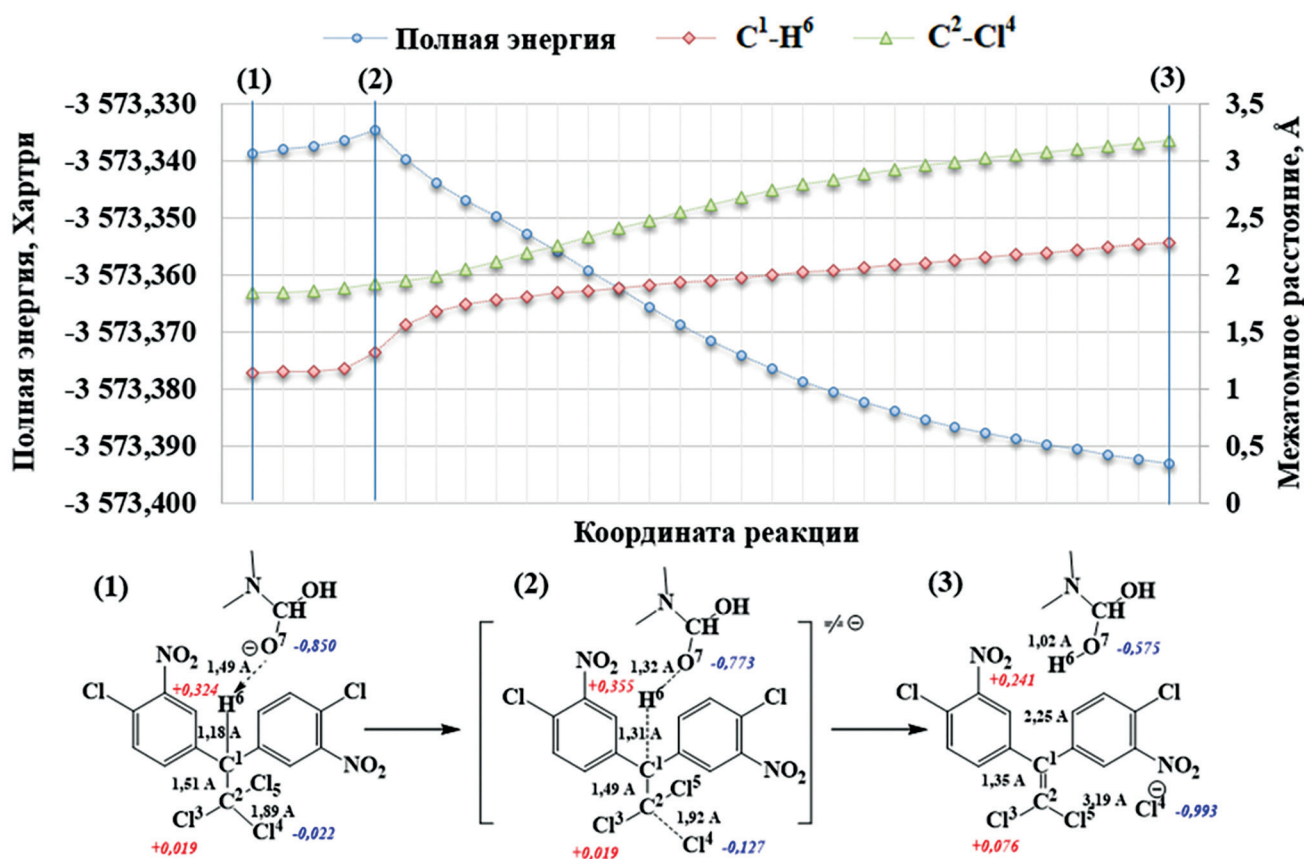 Полная энергия C¹-H⁶ C²-Cl⁴
(1) (2) (3)
Полная энергия, Хартри
-3 573,330
-3 573,340
-3 573,350
-3 573,360
-3 573,370
-3 573,380
-3 573,390
-3 573,400
3,5
3
2,5
2
1,5
1
0,5
0
Межатомное расстояние, Å
Координата реакции
(1)
N
OH
CH
⊖ O⁷ -0,850
NO₂
1,49 A
+0,324
Cl
H⁶
Cl
1,18 A
C¹
NO₂
1,51 A
Cl₅
C²
1,89 A
Cl³
Cl⁴ -0,022
+0,019
(2)
N
OH
CH
≠ ⊖
O⁷ -0,773
NO₂
1,32 A
+0,355
Cl
H⁶
Cl
1,31 A
C¹
NO₂
1,49 A
Cl⁵
C²
1,92 A
Cl³
Cl⁴ -0,127
+0,019
(3)
N
OH
CH
1,02 A
O⁷ -0,575
H⁶
NO₂
+0,241
Cl
Cl
2,25 A
C¹
NO₂
1,35 A
C²
3,19 A
⊖
Cl³
Cl⁵
Cl⁴ -0,993
+0,076